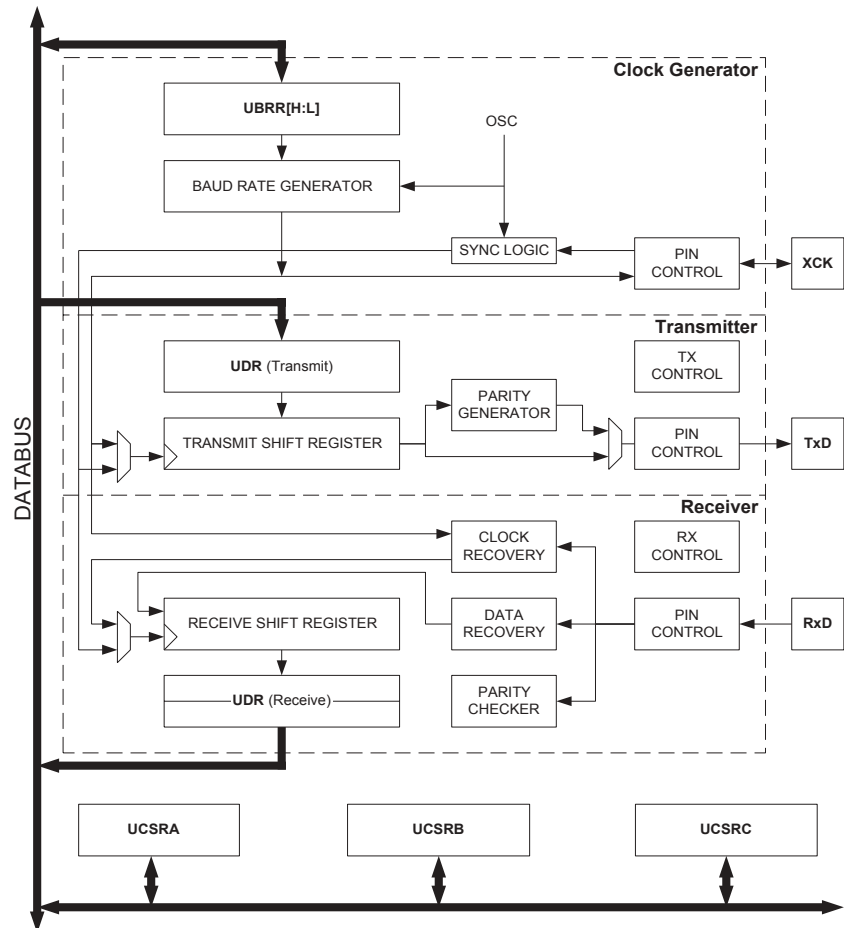 Clock Generator
UBRR[H:L]
OSC
BAUD RATE GENERATOR
SYNC LOGIC
PIN
CONTROL
XCK
Transmitter
UDR (Transmit)
TX
CONTROL
PARITY
GENERATOR
TRANSMIT SHIFT REGISTER
PIN
CONTROL
TxD
DATABUS
Receiver
CLOCK
RECOVERY
RX
CONTROL
RECEIVE SHIFT REGISTER
DATA
RECOVERY
PIN
CONTROL
RxD
UDR (Receive)
PARITY
CHECKER
UCSRA
UCSRB
UCSRC